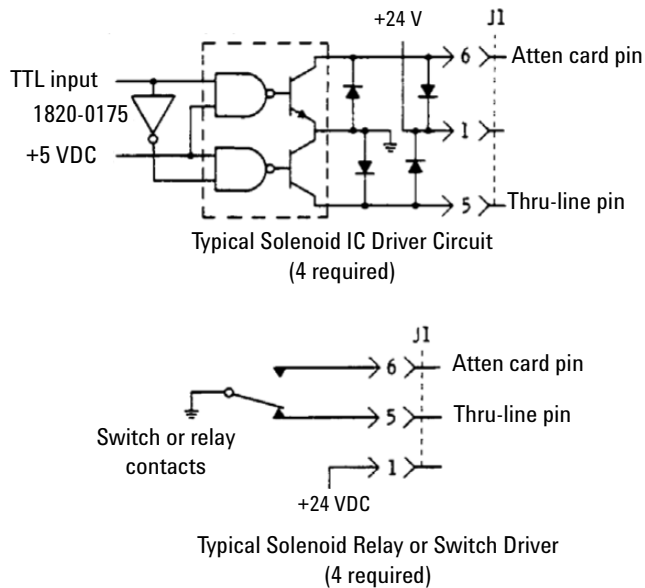 +24 V
J1
TTL input
6
Atten card pin
1820-0175
1
+5 VDC
5
Thru-line pin
Typical Solenoid IC Driver Circuit
(4 required)
J1
6
Atten card pin
5
Thru-line pin
Switch or relay
contacts
1
+24 VDC
Typical Solenoid Relay or Switch Driver
(4 required)